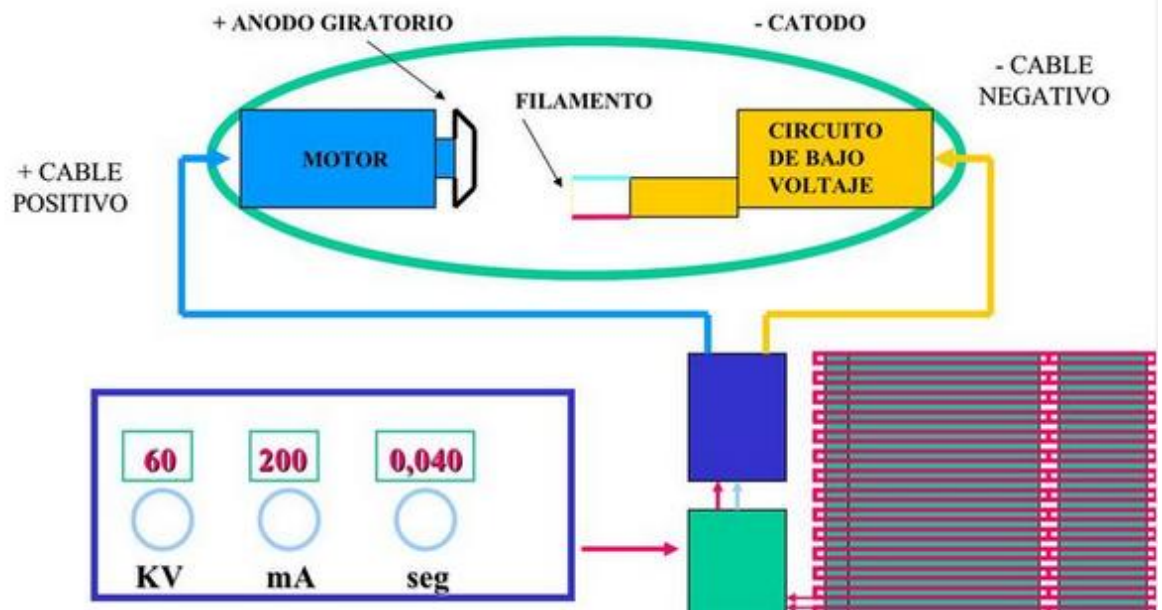 + ANODO GIRATORIO
- CATODO
- CABLE
NEGATIVO
FILAMENTO
MOTOR
CIRCUITO
DE BAJO
VOLTAJE
+ CABLE
POSITIVO
60
200
0,040
KV
mA
seg